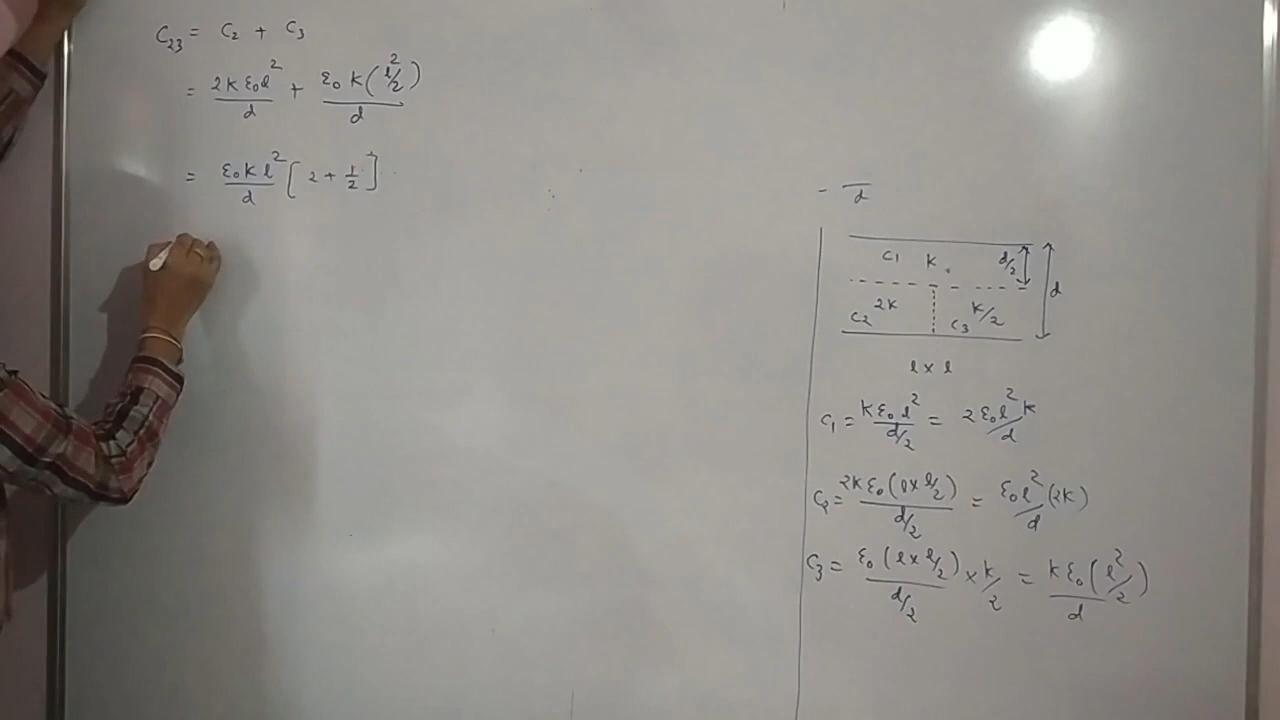 C₂₃ = C₂ + C₃
= 2Kε₀l²/d + ε₀K(l²/2)/d
= ε₀Kl²/d [2 + 1/2]
- ‾/d
C₁ K d/2
d
C₂ 2K C₃ K/2
l × l
C₁ = Kε₀l²/(d/2) = 2ε₀l²/d K
C₂ = 2Kε₀(l×l/2)/(d/2) = ε₀l²/d (2K)
C₃ = ε₀(l×l/2)/(d/2) × K/2 = Kε₀(l²/2)/d